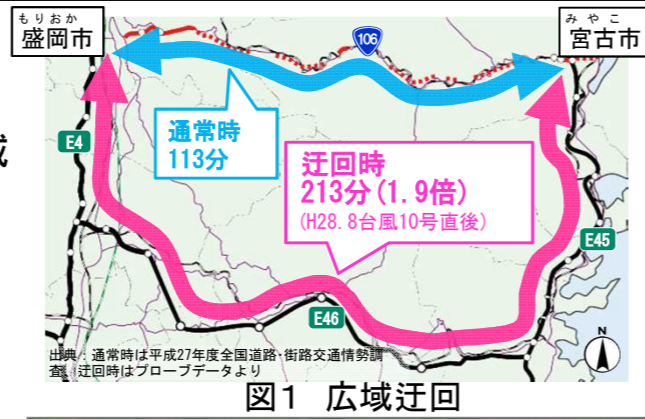 もりおか
盛岡市
みやこ
宮古市
106
通常時
113分
E4
迂回時
213分(1.9倍)
(H28.8台風10号直後)
E45
E46
N
出典:通常時は平成27年度全国道路・街路交通情勢調
査、迂回時はプローブデータより
図1 広域迂回